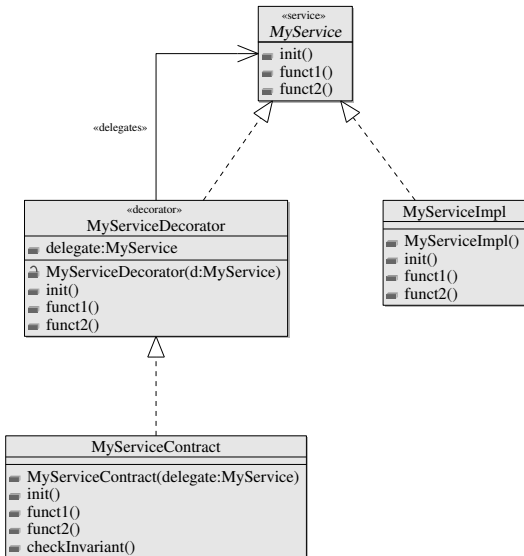 «service»
MyService
init()
funct1()
funct2()
«delegates»
«decorator»
MyServiceDecorator
delegate:MyService
MyServiceDecorator(d:MyService)
init()
funct1()
funct2()
MyServiceImpl
MyServiceImpl()
init()
funct1()
funct2()
MyServiceContract
MyServiceContract(delegate:MyService)
init()
funct1()
funct2()
checkInvariant()